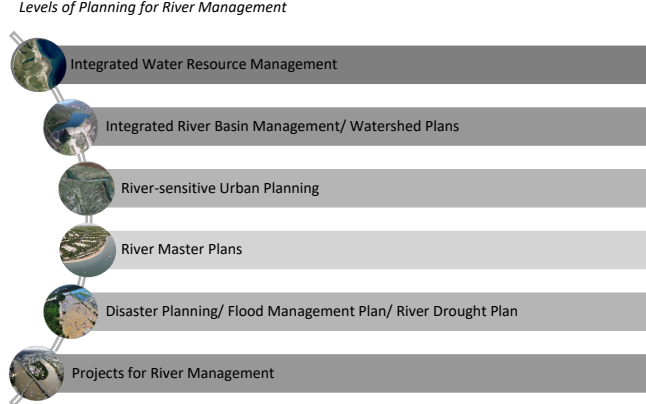 Levels of Planning for River Management
Integrated Water Resource Management
Integrated River Basin Management/ Watershed Plans
River-sensitive Urban Planning
River Master Plans
Disaster Planning/ Flood Management Plan/ River Drought Plan
Projects for River Management